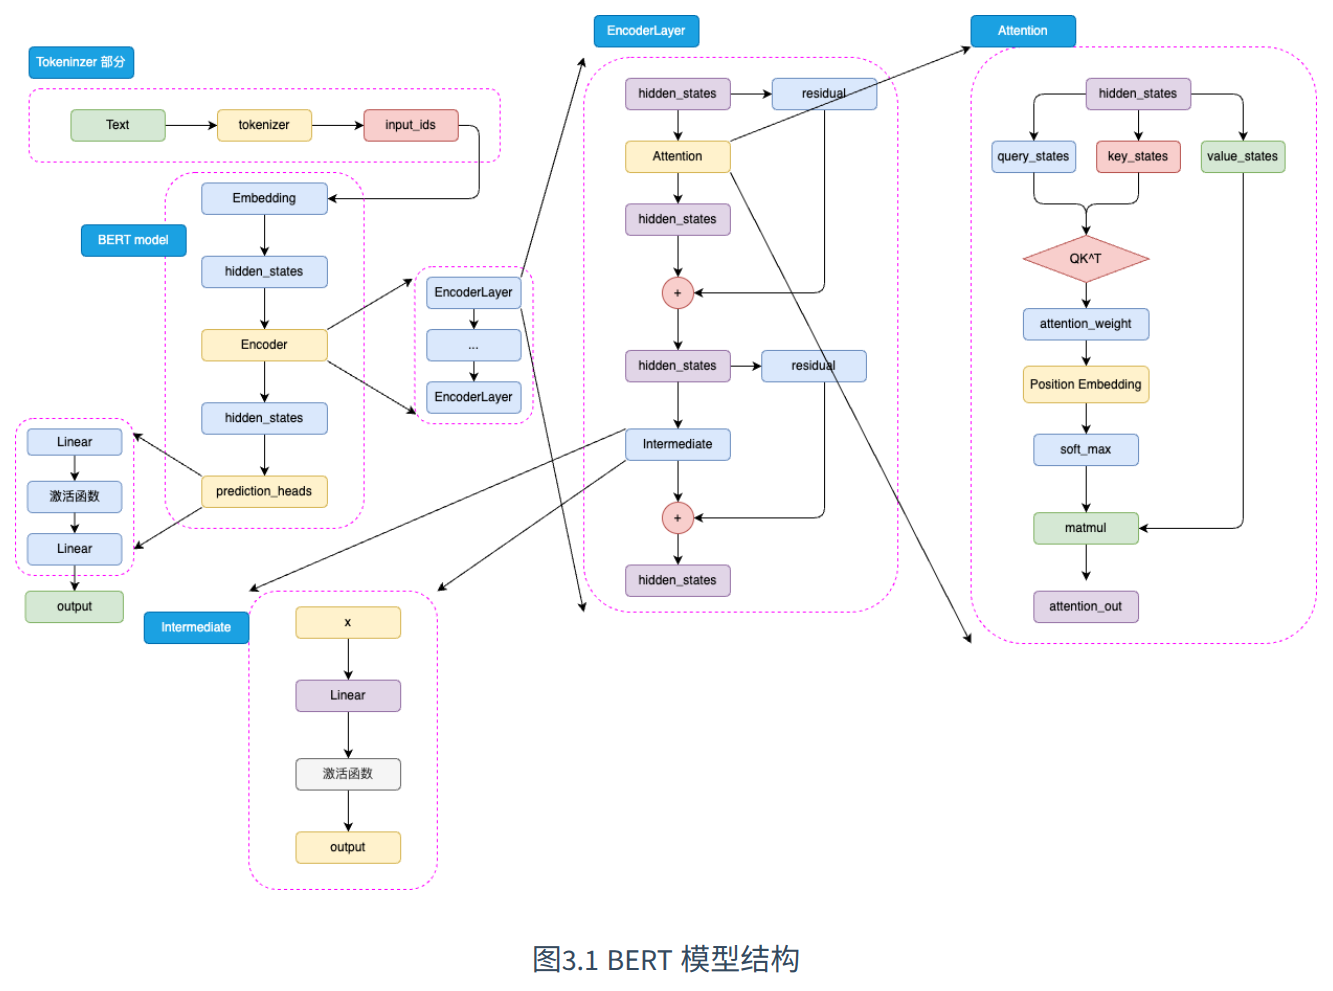 Tokeninzer 部分
Text
tokenizer
input_ids
BERT model
Embedding
hidden_states
Encoder
hidden_states
prediction_heads
EncoderLayer
...
EncoderLayer
Linear
激活函数
Linear
output
EncoderLayer
hidden_states
residual
Attention
hidden_states
+
hidden_states
residual
Intermediate
+
hidden_states
Attention
hidden_states
query_states
key_states
value_states
QK^T
attention_weight
Position Embedding
soft_max
matmul
attention_out
Intermediate
x
Linear
激活函数
output
图3.1 BERT 模型结构